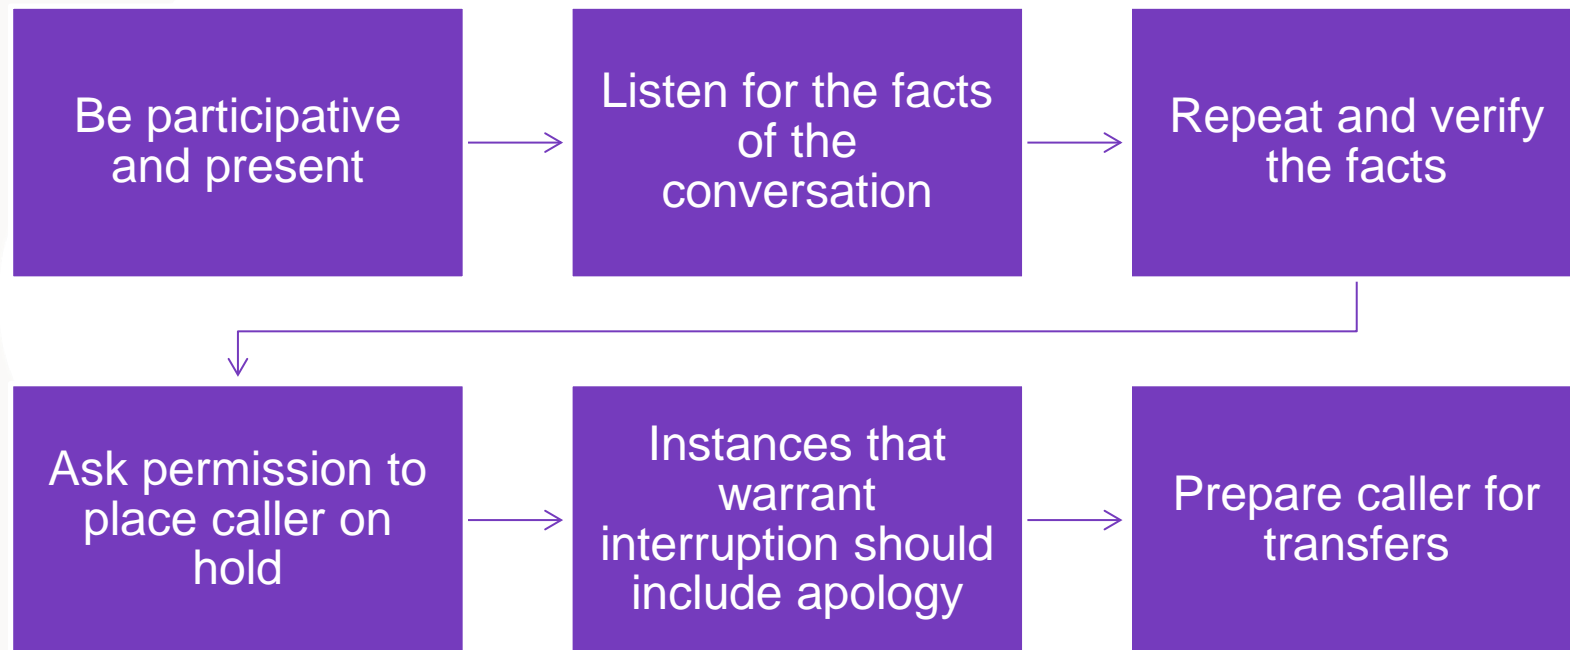 Be participative
and present
Listen for the facts
of the
conversation
Repeat and verify
the facts
Ask permission to
place caller on
hold
Instances that
warrant
interruption should
include apology
Prepare caller for
transfers